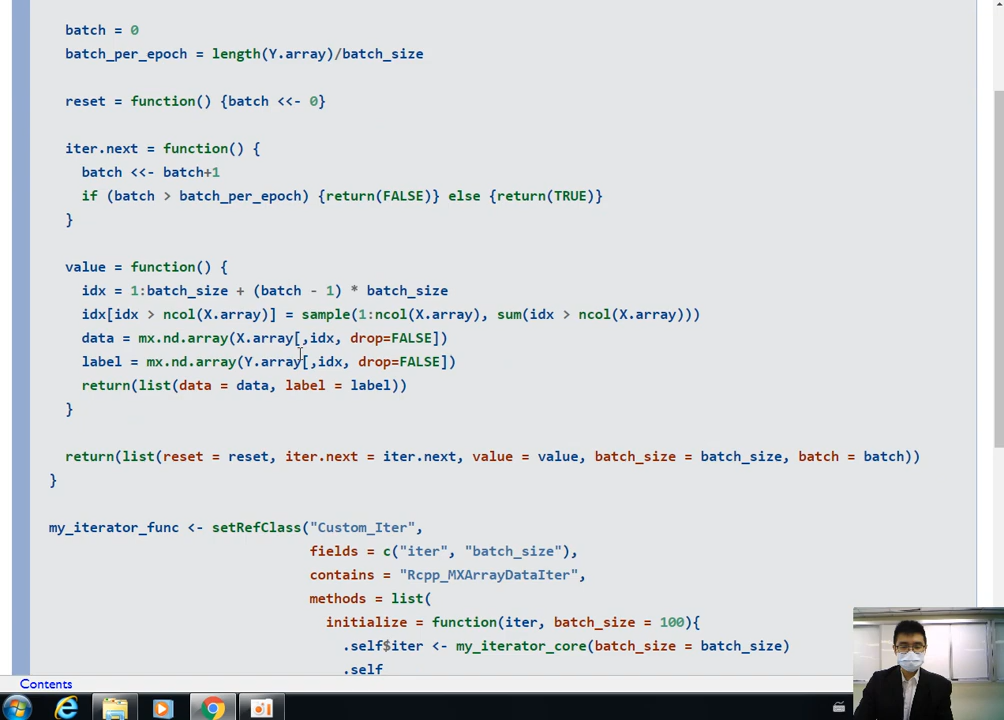 batch = 0
batch_per_epoch = length(Y.array)/batch_size
reset = function() {batch <<- 0}
iter.next = function() {
batch <<- batch+1
if (batch > batch_per_epoch) {return(FALSE)} else {return(TRUE)}
}
value = function() {
idx = 1:batch_size + (batch - 1) * batch_size
idx[idx > ncol(X.array)] = sample(1:ncol(X.array), sum(idx > ncol(X.array)))
data = mx.nd.array(X.array[,idx, drop=FALSE])
label = mx.nd.array(Y.array[,idx, drop=FALSE])
return(list(data = data, label = label))
}
return(list(reset = reset, iter.next = iter.next, value = value, batch_size = batch_size, batch = batch))
}
my_iterator_func <- setRefClass("Custom_Iter",
fields = c("iter", "batch_size"),
contains = "Rcpp_MXArrayDataIter",
methods = list(
initialize = function(iter, batch_size = 100){
.self$iter <- my_iterator_core(batch_size = batch_size)
.self
Contents